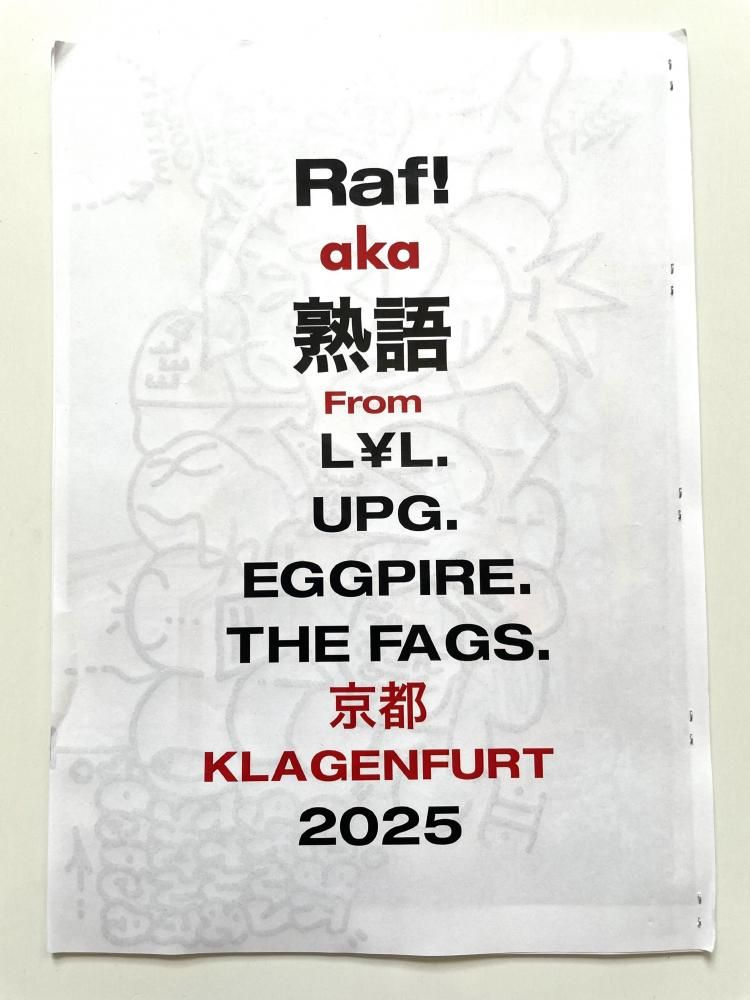 Raf!
aka
熟語
From
L¥L.
UPG.
EGGPIRE.
THE FAGS.
京都
KLAGENFURT
2025